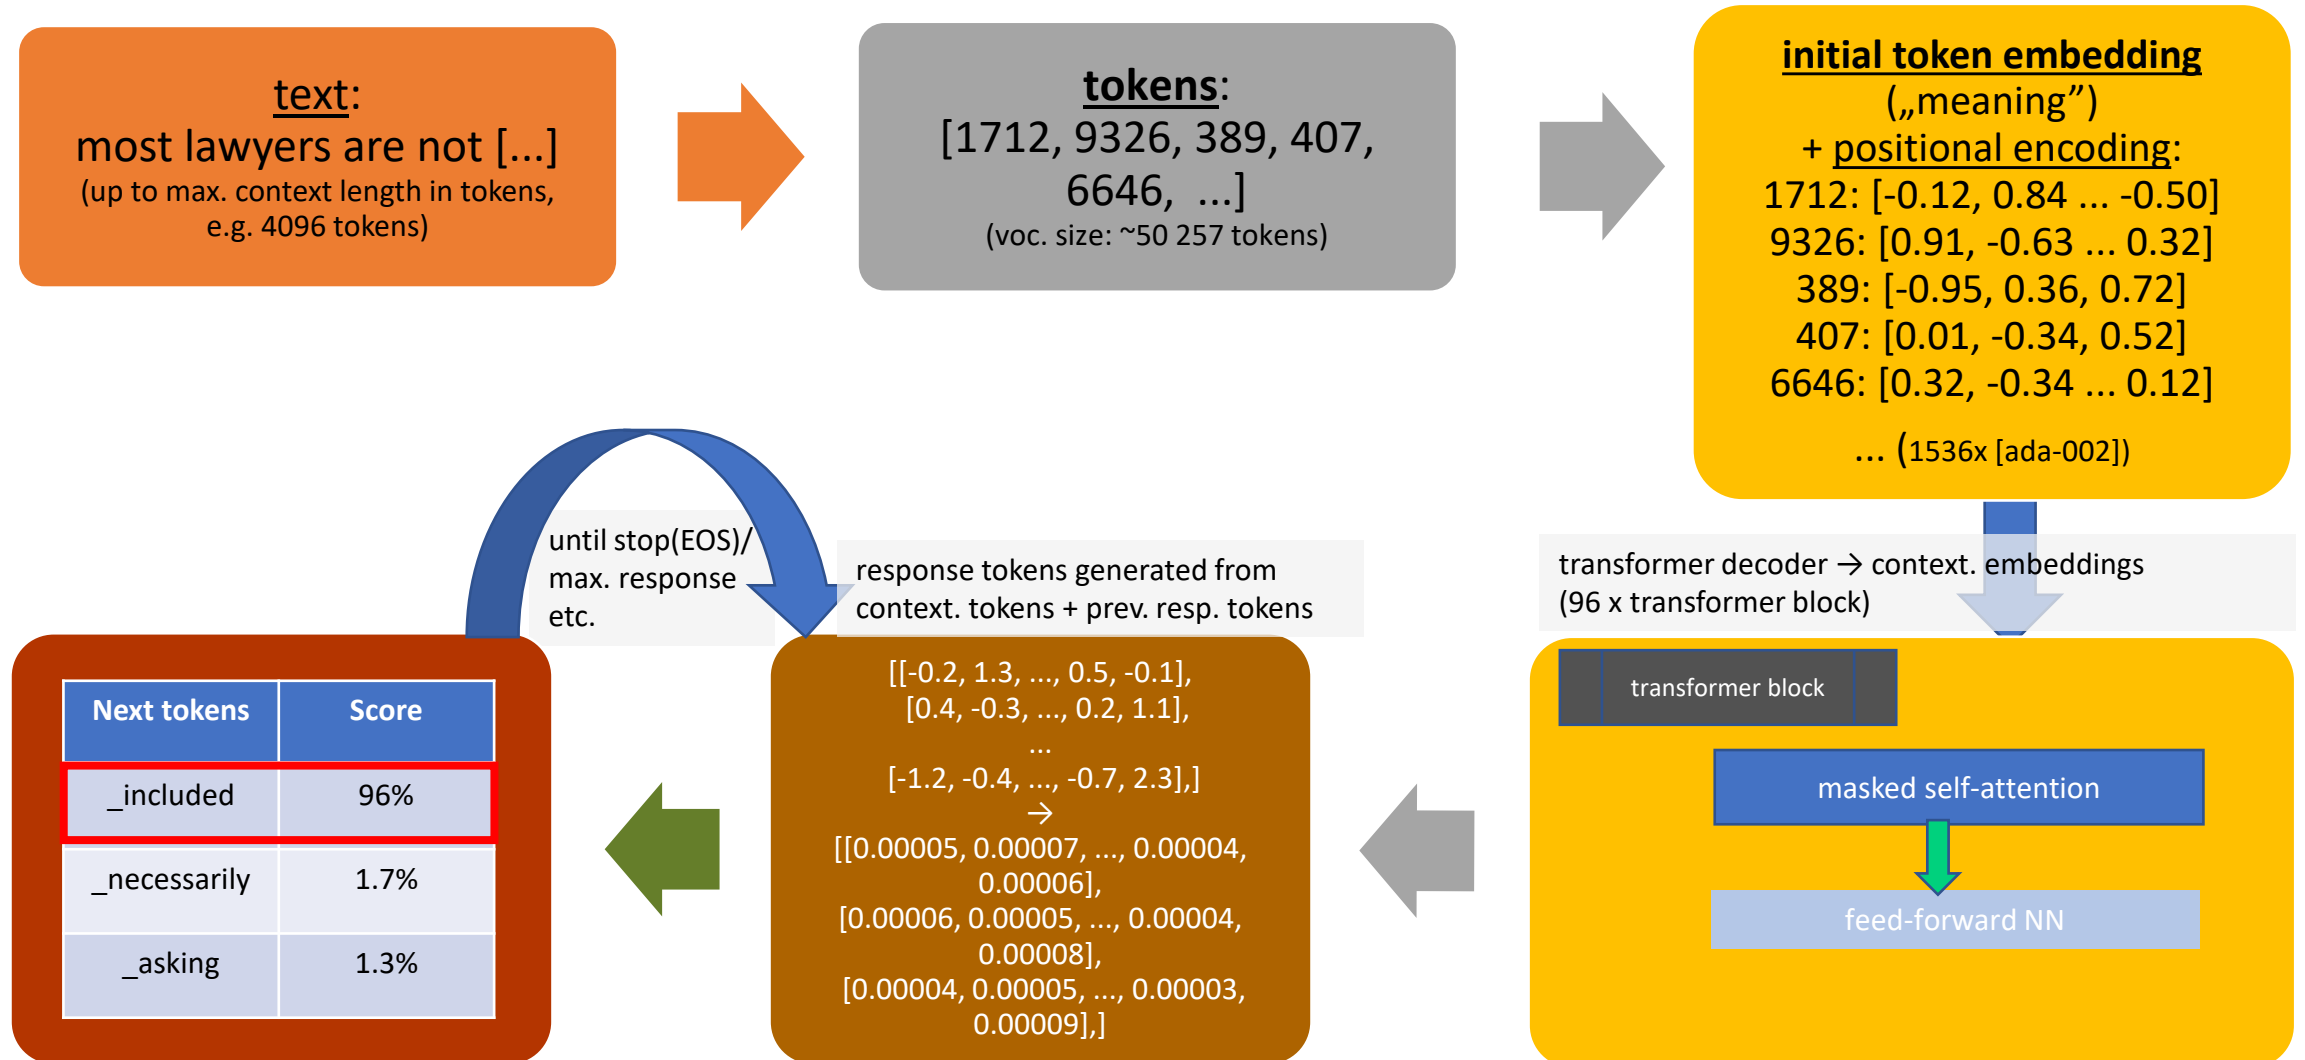 text:
most lawyers are not [...]
(up to max. context length in tokens,
e.g. 4096 tokens)
tokens:
[1712, 9326, 389, 407,
6646, ...]
(voc. size: ~50 257 tokens)
initial token embedding
(„meaning”)
+ positional encoding:
1712: [-0.12, 0.84 ... -0.50]
9326: [0.91, -0.63 ... 0.32]
389: [-0.95, 0.36, 0.72]
407: [0.01, -0.34, 0.52]
6646: [0.32, -0.34 ... 0.12]
... (1536x [ada-002])
transformer decoder → context. embeddings
(96 x transformer block)
transformer block
masked self-attention
feed-forward NN
response tokens generated from
context. tokens + prev. resp. tokens
[[-0.2, 1.3, ..., 0.5, -0.1],
[0.4, -0.3, ..., 0.2, 1.1],
...
[-1.2, -0.4, ..., -0.7, 2.3],]
→
[[0.00005, 0.00007, ..., 0.00004,
0.00006],
[0.00006, 0.00005, ..., 0.00004,
0.00008],
[0.00004, 0.00005, ..., 0.00003,
0.00009],]
until stop(EOS)/
max. response
etc.
Next tokens Score
_included 96%
_necessarily 1.7%
_asking 1.3%